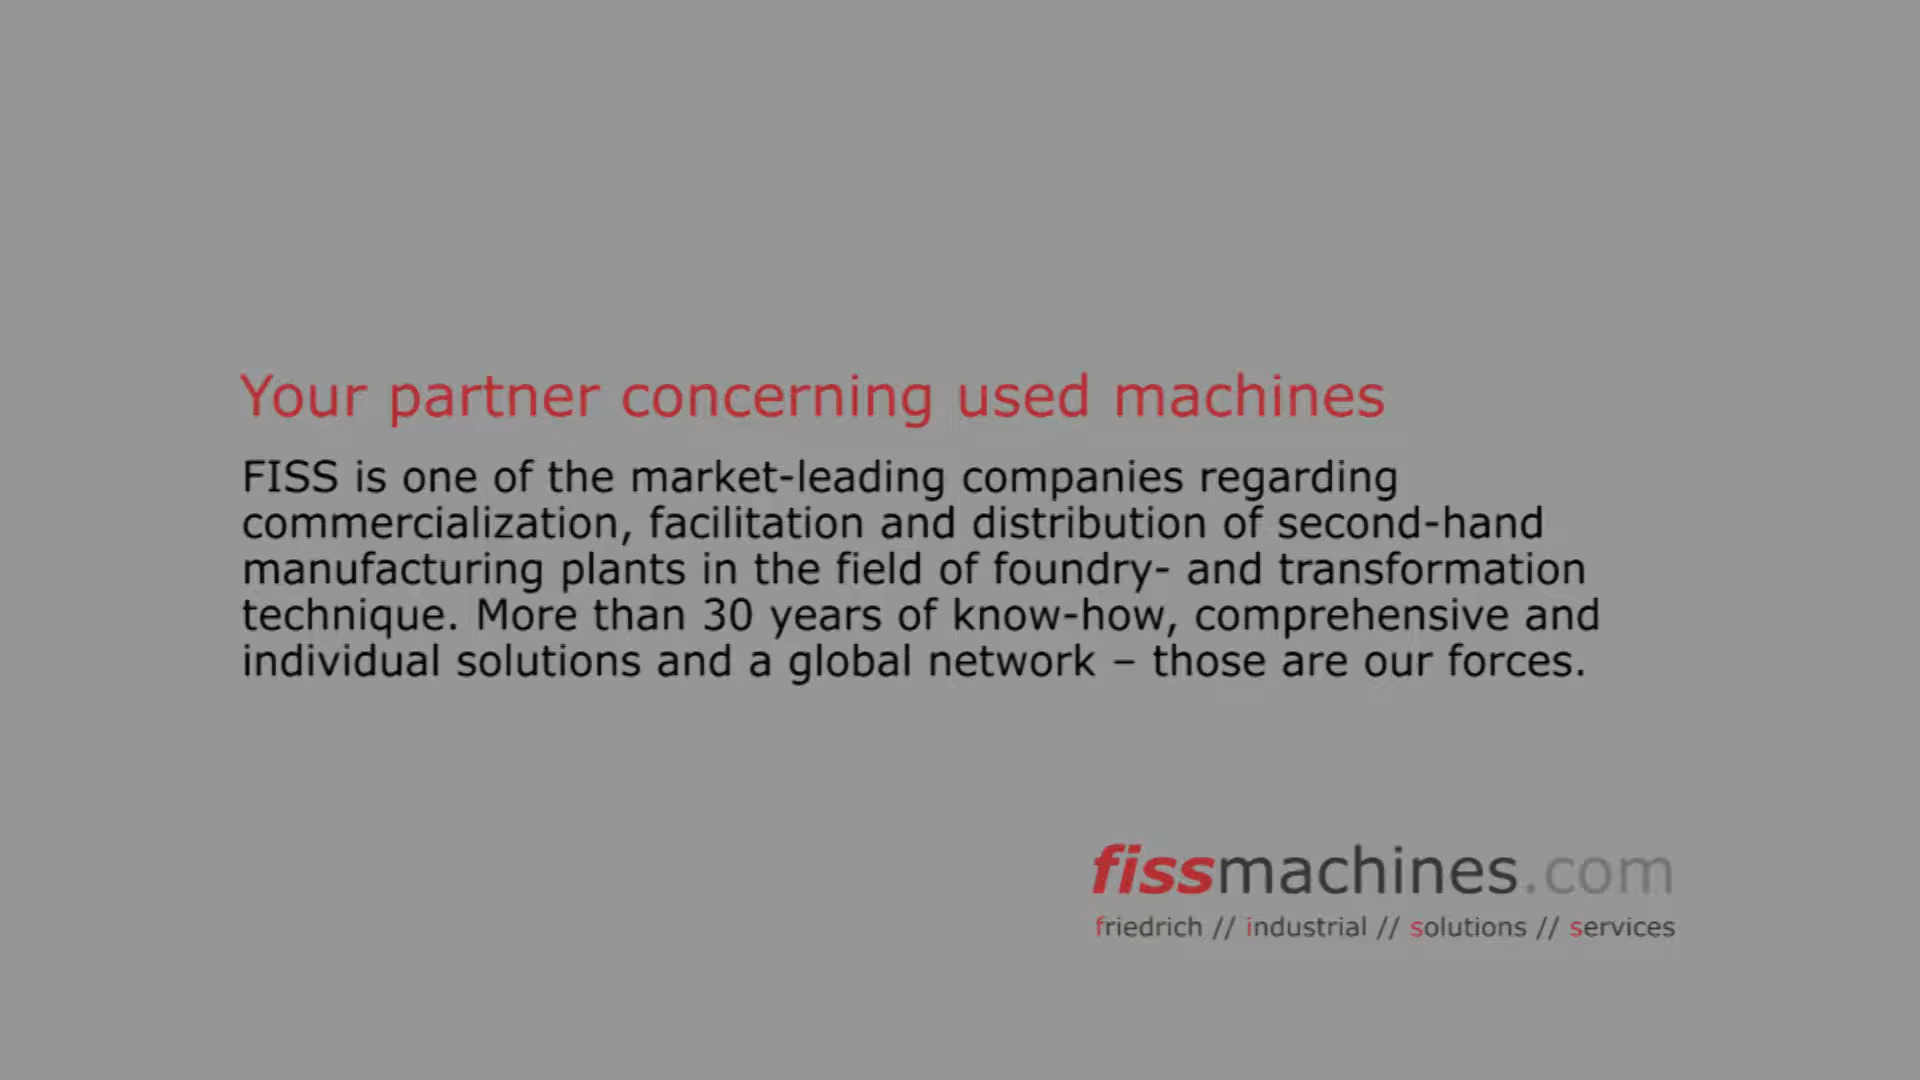 Your partner concerning used machines
FISS is one of the market-leading companies regarding
commercialization, facilitation and distribution of second-hand
manufacturing plants in the field of foundry- and transformation
technique. More than 30 years of know-how, comprehensive and
individual solutions and a global network – those are our forces.
fissmachines.com
friedrich // industrial // solutions // services